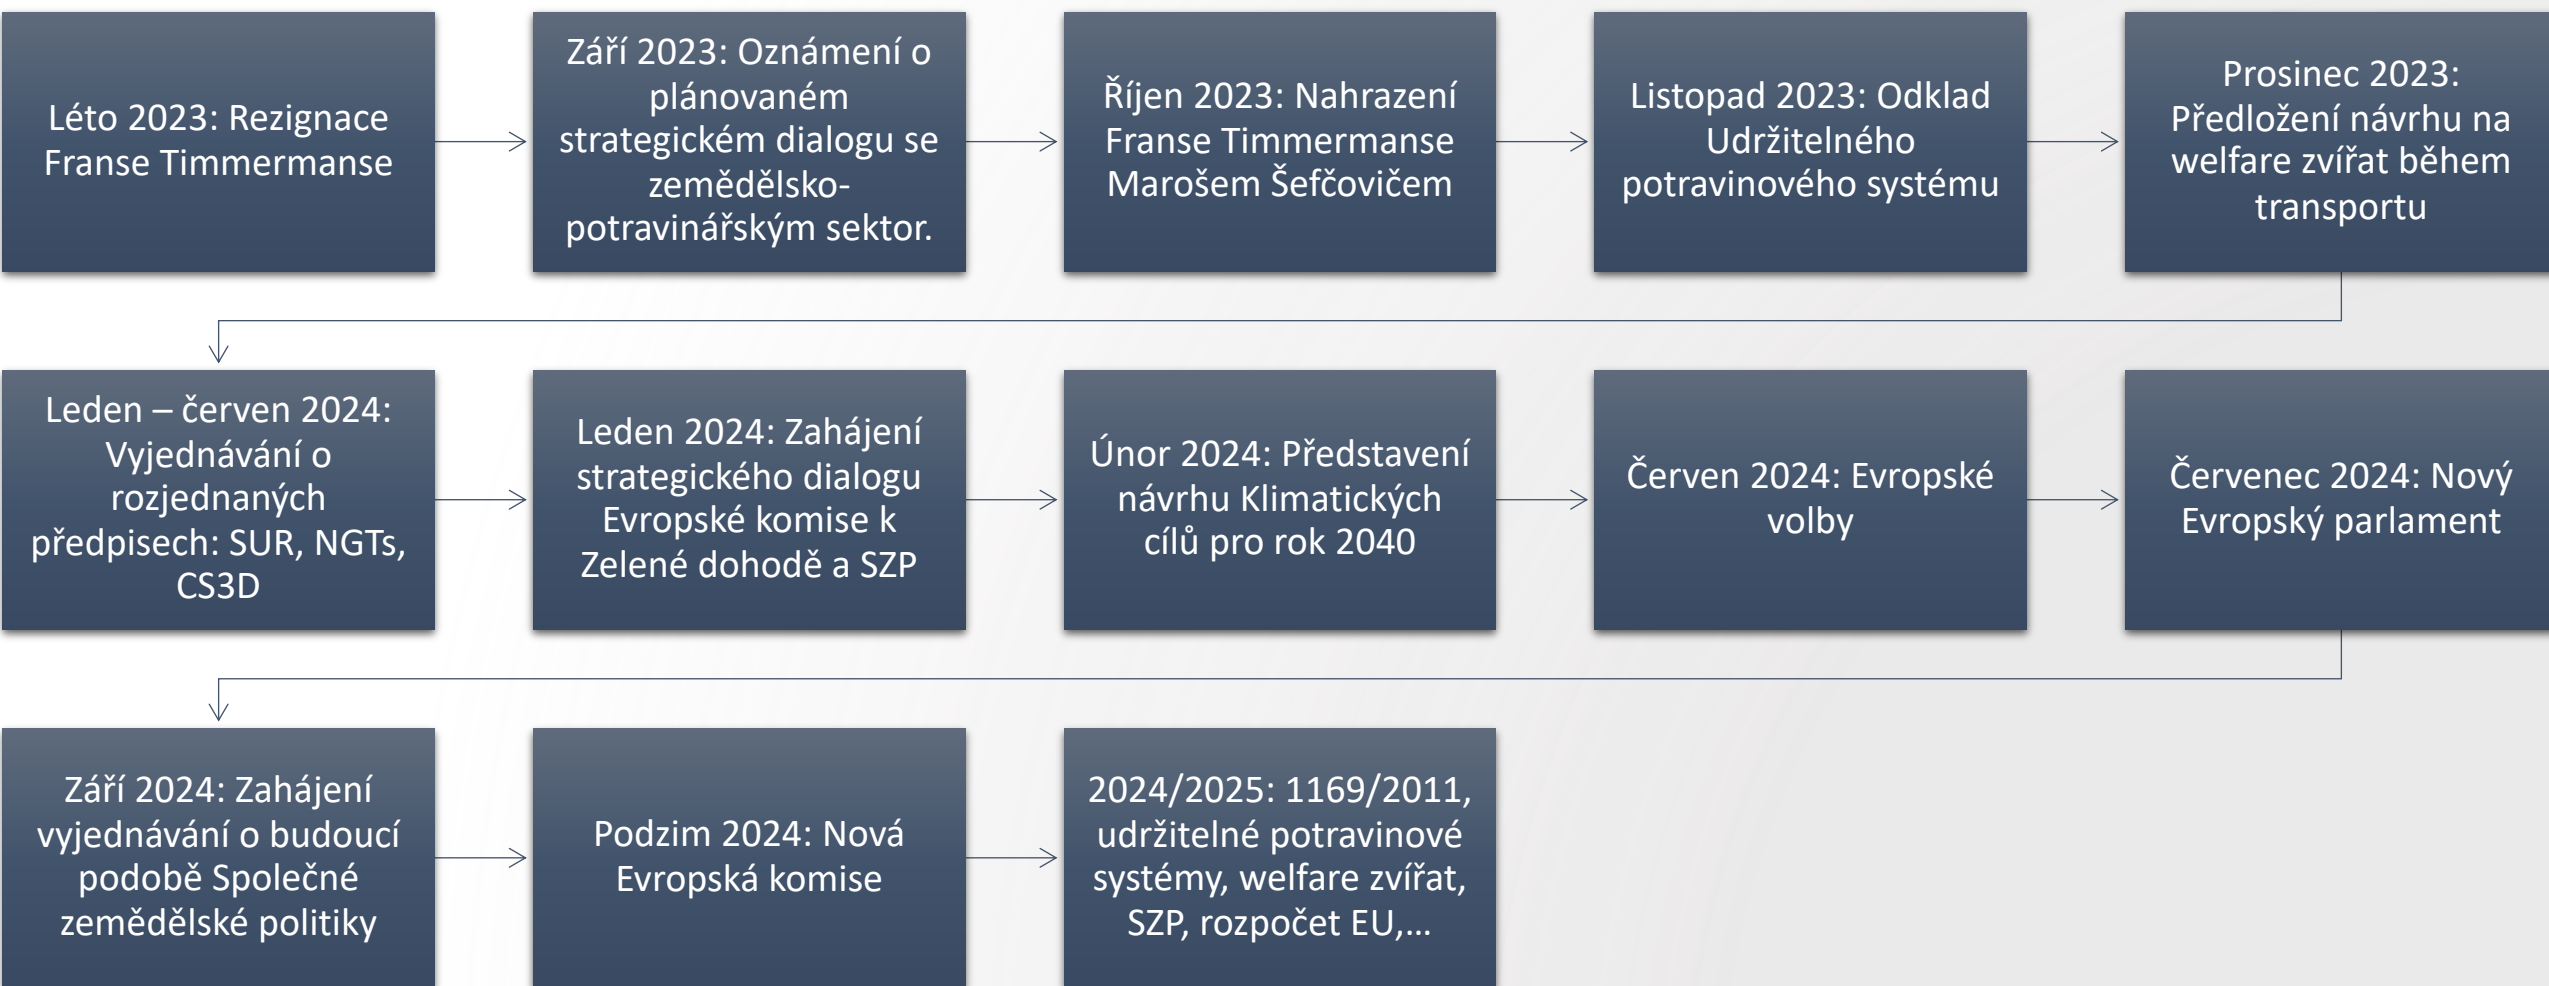 Léto 2023: Rezignace
Franse Timmermanse
Září 2023: Oznámení o
plánovaném
strategickém dialogu se
zemědělsko-
potravinářským sektor.
Říjen 2023: Nahrazení
Franse Timmermanse
Marošem Šefčovičem
Listopad 2023: Odklad
Udržitelného
potravinového systému
Prosinec 2023:
Předložení návrhu na
welfare zvířat během
transportu
Leden – červen 2024:
Vyjednávání o
rozjednaných
předpisech: SUR, NGTs,
CS3D
Leden 2024: Zahájení
strategického dialogu
Evropské komise k
Zelené dohodě a SZP
Únor 2024: Představení
návrhu Klimatických
cílů pro rok 2040
Červen 2024: Evropské
volby
Červenec 2024: Nový
Evropský parlament
Září 2024: Zahájení
vyjednávání o budoucí
podobě Společné
zemědělské politiky
Podzim 2024: Nová
Evropská komise
2024/2025: 1169/2011,
udržitelné potravinové
systémy, welfare zvířat,
SZP, rozpočet EU,...